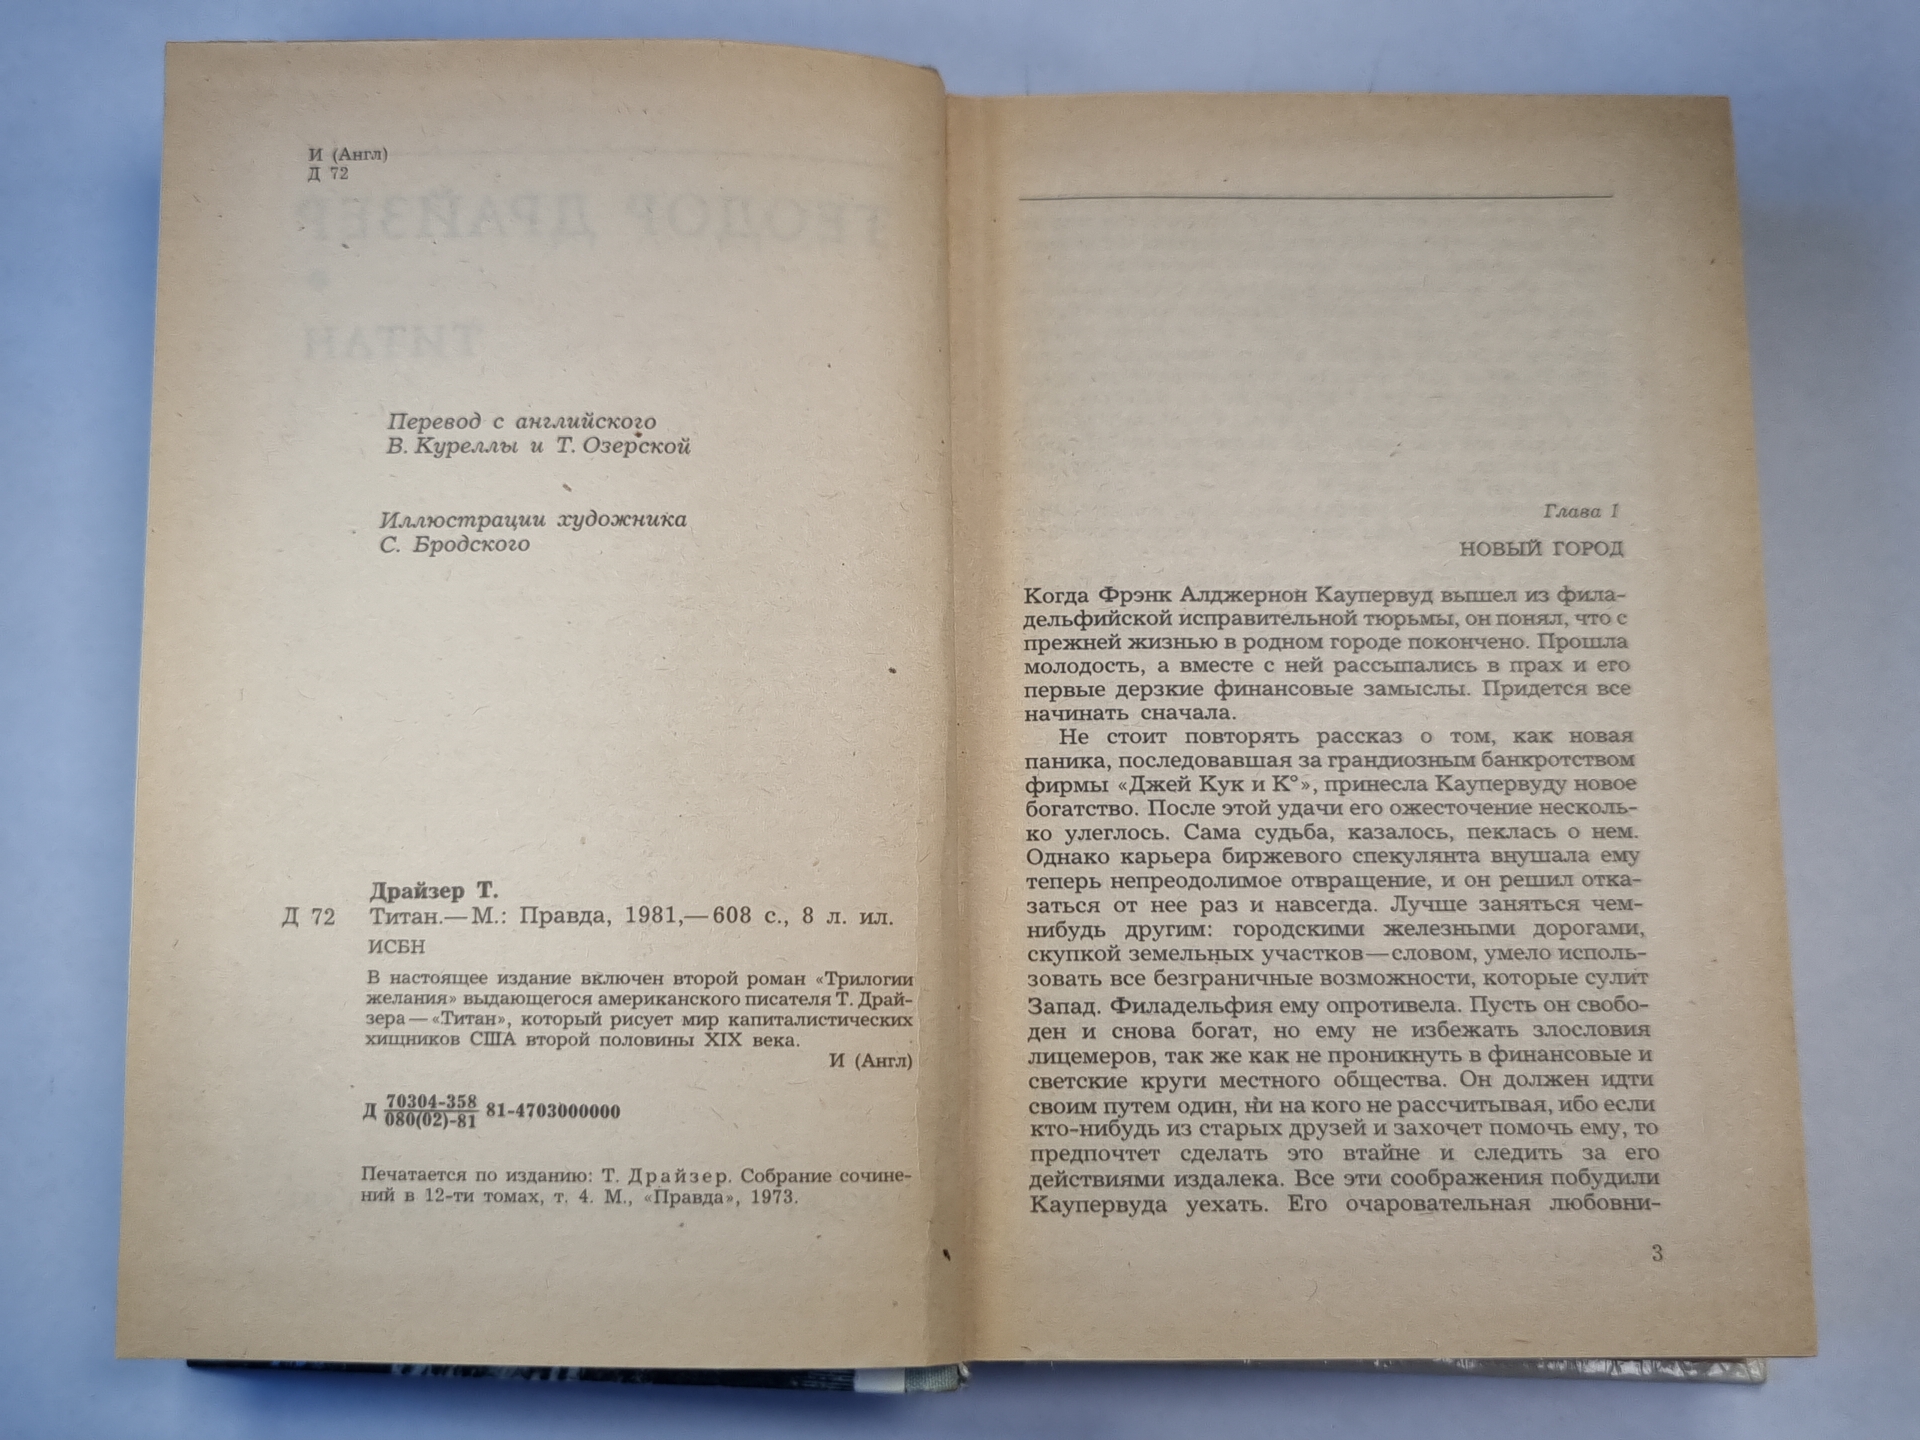 И (Англ)
Д 72
ТЕОДОР ДРАЙЗЕР
ТИТАН
Перевод с английского
В. Куреллы и Т. Озерской
Иллюстрации художника
С. Бродского
Драйзер Т.
Д 72 Титан.— М.: Правда, 1981,— 608 с., 8 л. ил.
ИСБН
В настоящее издание включен второй роман «Трилогии
желания» выдающегося американского писателя Т. Драй-
зера — «Титан», который рисует мир капиталистических
хищников США второй половины XIX века.
И (Англ)
Д 70304-358/080(02)-81 81-4703000000
Печатается по изданию: Т. Драйзер. Собрание сочине-
ний в 12-ти томах, т. 4. М., «Правда», 1973.
Глава 1
НОВЫЙ ГОРОД
Когда Фрэнк Алджернон Каупервуд вышел из фила-
дельфийской исправительной тюрьмы, он понял, что с
прежней жизнью в родном городе покончено. Прошла
молодость, а вместе с ней рассыпались в прах и его
первые дерзкие финансовые замыслы. Придется все
начинать сначала.
Не стоит повторять рассказ о том, как новая
паника, последовавшая за грандиозным банкротством
фирмы «Джей Кук и К°», принесла Каупервуду новое
богатство. После этой удачи его ожесточение несколь-
ко улеглось. Сама судьба, казалось, пеклась о нем.
Однако карьера биржевого спекулянта внушала ему
теперь непреодолимое отвращение, и он решил отка-
заться от нее раз и навсегда. Лучше заняться чем-
нибудь другим: городскими железными дорогами,
скупкой земельных участков — словом, умело исполь-
зовать все безграничные возможности, которые сулит
Запад. Филадельфия ему опротивела. Пусть он свобо-
ден и снова богат, но ему не избежать злословия
лицемеров, так же как не проникнуть в финансовые и
светские круги местного общества. Он должен идти
своим путем один, ни на кого не рассчитывая, ибо если
кто-нибудь из старых друзей и захочет помочь ему, то
предпочтет сделать это втайне и следить за его
действиями издалека. Все эти соображения побудили
Каупервуда уехать. Его очаровательная любовни-
3